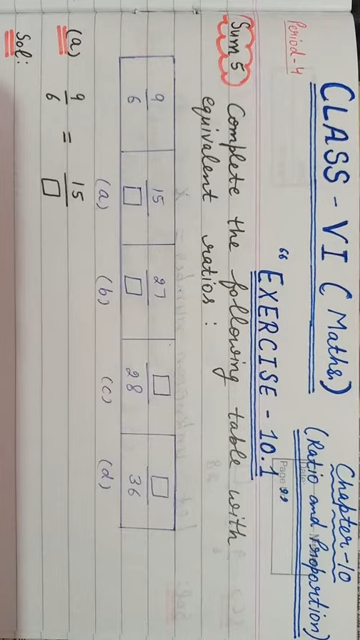 Period-4
CLASS - VI (Maths)
Chapter-10
(Ratio and Proportion)
"EXERCISE - 10.1"
Page
Sum 5 Complete the following table with
equivalent ratios :
9/6 15/□ 27/□ □/28 □/36
(a) (b) (c) (d)
(a) 9/6 = 15/□
Sol: